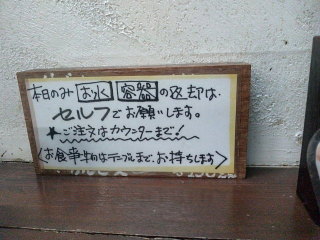 本日のみ お水 容器 の返却は、
セルフでお願いします。
★ご注文はカウンターまで!
〈お食事物はテーブルまで、お持ちします〉